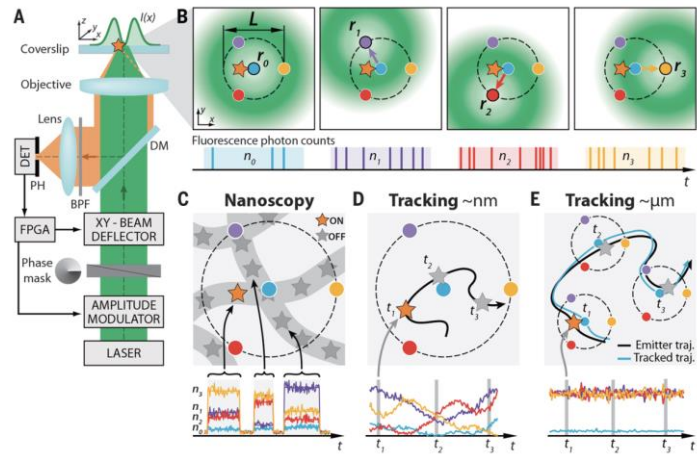 A
z
y
x
I(x)
Coverslip
Objective
Lens
DM
DET
PH
BPF
FPGA
XY - BEAM
DEFLECTOR
Phase
mask
AMPLITUDE
MODULATOR
LASER
B
L
r0
r1
r2
r3
y
x
Fluorescence photon counts
n0
n1
n2
n3
t
C Nanoscopy
ON
OFF
n3
n1
n2
n0
t
D Tracking ~nm
t1
t2
t3
t1
t2
t3
t
E Tracking ~μm
t2
t1
t3
Emitter traj.
Tracked traj.
t1
t2
t3
t